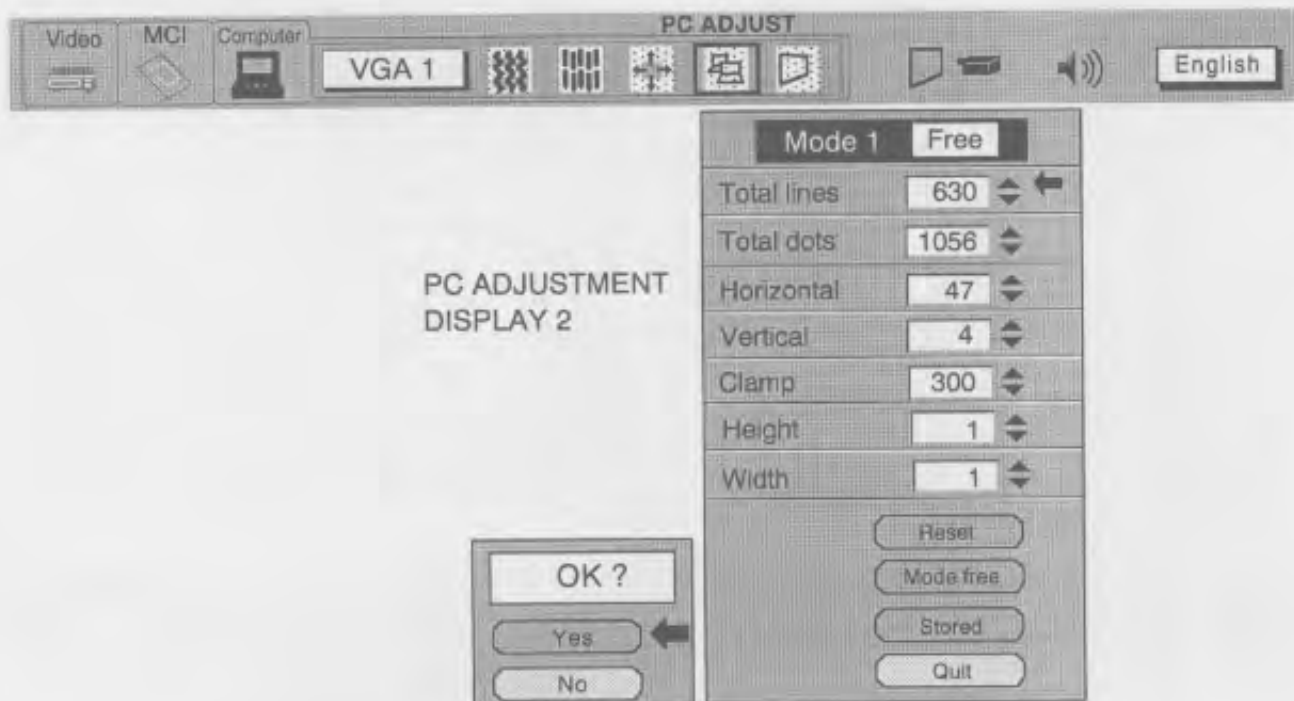 PC ADJUST
Video MCI Computer VGA 1 English
Mode 1 Free
Total lines 630
Total dots 1056
Horizontal 47
Vertical 4
Clamp 300
Height 1
Width 1
Reset
Mode free
Stored
Quit
PC ADJUSTMENT
DISPLAY 2
OK ?
Yes
No